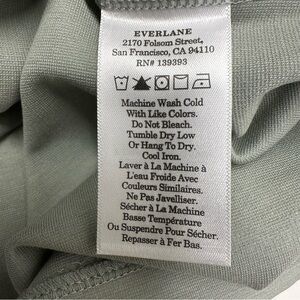 EVERLANE
2170 Folsom Street,
San Francisco, CA 94110
RN# 139393
Machine Wash Cold
With Like Colors.
Do Not Bleach.
Tumble Dry Low
Or Hang To Dry.
Cool Iron.
Laver à La Machine À
L'eau Froide Avec
Couleurs Similaires.
Ne Pas Javelliser.
Sécher à La Machine
Basse Température
Ou Suspendre Pour Sécher.
Repasser à Fer Bas.